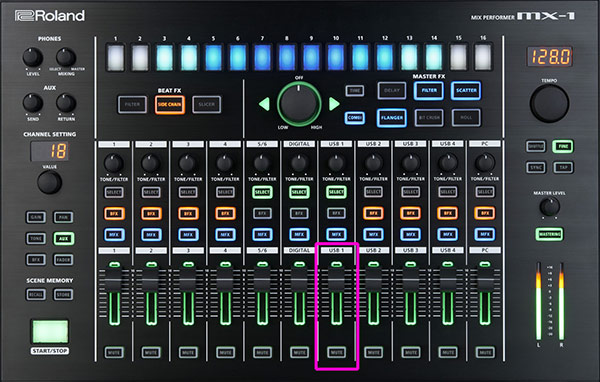 Roland
MIX PERFORMER MX-1
PHONES
LEVEL
SELECT MASTER
MIXING
AUX
SEND
RETURN
CHANNEL SETTING
18
VALUE
GAIN
PAN
TONE
AUX
BFX
FADER
SCENE MEMORY
RECALL
STORE
START/STOP
1 2 3 4 5 6 7 8 9 10 11 12 13 14 15 16
BEAT FX
FILTER
SIDE CHAIN
SLICER
OFF
LOW
HIGH
MASTER FX
TYPE
DELAY
FILTER
SCATTER
COMBI
FLANGER
BIT CRUSH
ROLL
128.0
TEMPO
SHUFFLE
FINE
SYNC
TAP
MASTER LEVEL
MASTERING
L R
1 2 3 4 5/6 DIGITAL USB 1 USB 2 USB 3 USB 4 PC
TONE/FILTER TONE/FILTER TONE/FILTER TONE/FILTER TONE/FILTER TONE/FILTER TONE/FILTER TONE/FILTER TONE/FILTER TONE/FILTER TONE/FILTER
SELECT SELECT SELECT SELECT SELECT SELECT SELECT SELECT SELECT SELECT SELECT
BFX BFX BFX BFX BFX BFX BFX BFX BFX BFX BFX
MFX MFX MFX MFX MFX MFX MFX MFX MFX MFX MFX
1 2 3 4 5/6 DIGITAL USB 1 USB 2 USB 3 USB 4 PC
MUTE MUTE MUTE MUTE MUTE MUTE MUTE MUTE MUTE MUTE MUTE